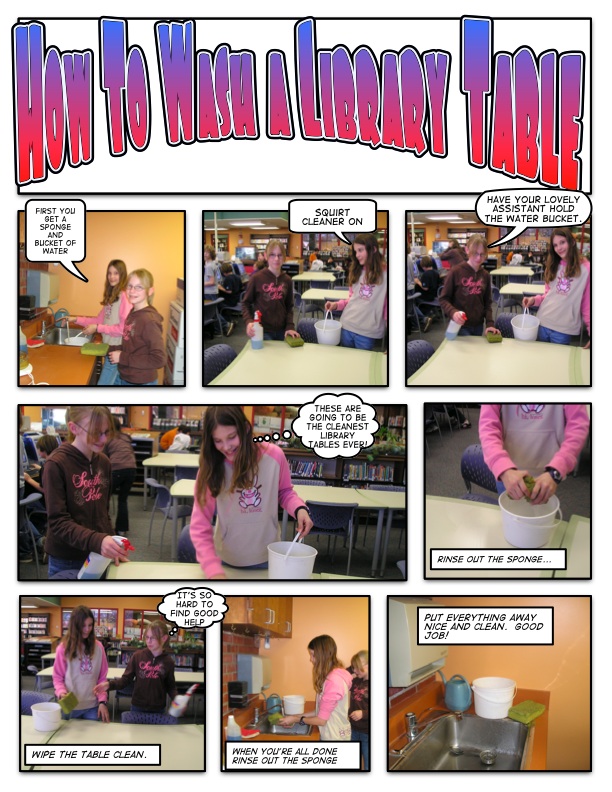 How To Wash a Library Table
FIRST YOU
GET A
SPONGE
AND
BUCKET OF
WATER
SQUIRT
CLEANER ON
HAVE YOUR LOVELY
ASSISTANT HOLD
THE WATER BUCKET.
THESE ARE
GOING TO BE
THE CLEANEST
LIBRARY
TABLES EVER!
RINSE OUT THE SPONGE...
IT'S SO
HARD TO
FIND GOOD
HELP
WIPE THE TABLE CLEAN.
WHEN YOU'RE ALL DONE
RINSE OUT THE SPONGE
PUT EVERYTHING AWAY
NICE AND CLEAN. GOOD
JOB!